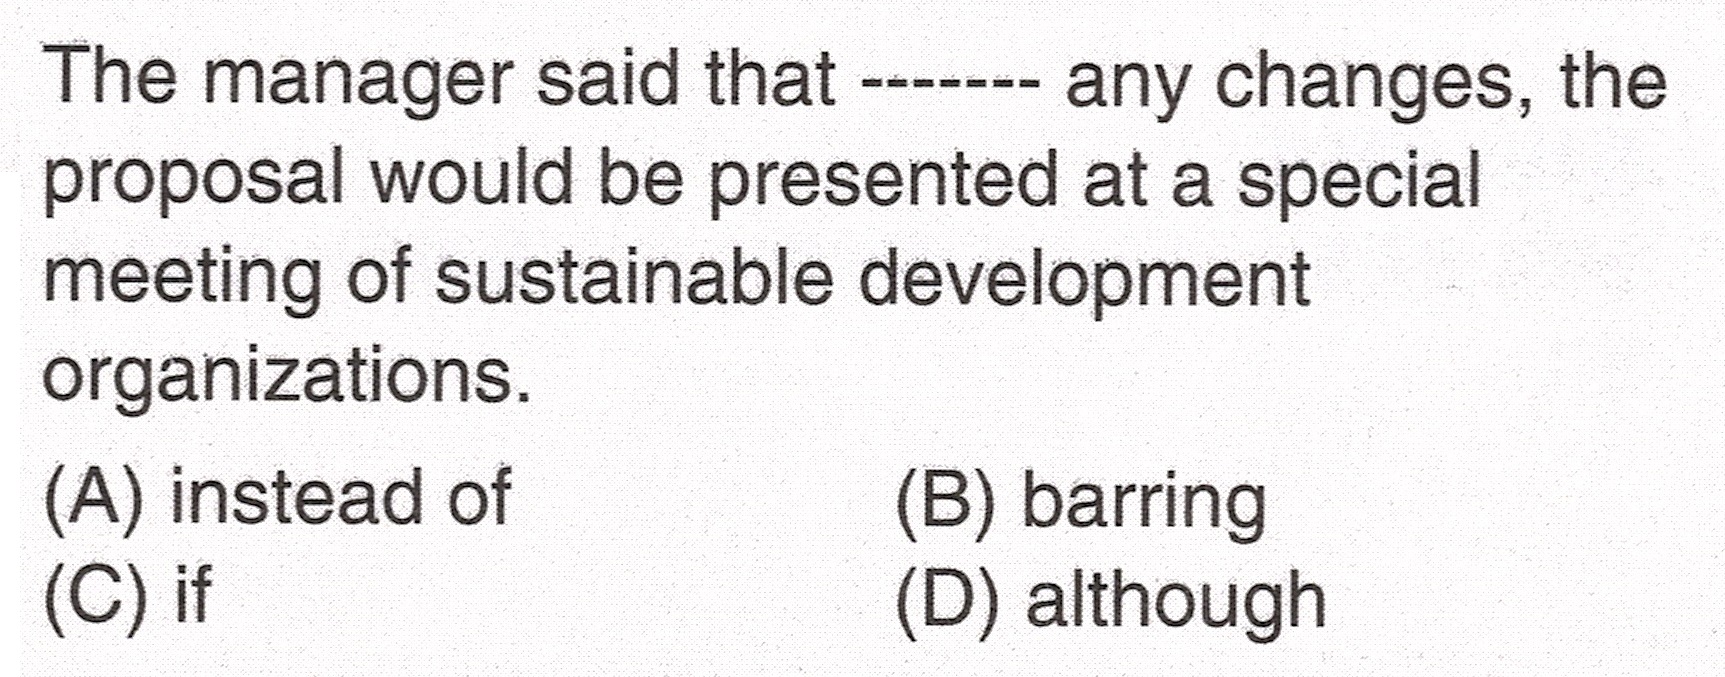 The manager said that ------- any changes, the
proposal would be presented at a special
meeting of sustainable development
organizations.
(A) instead of (B) barring
(C) if (D) although